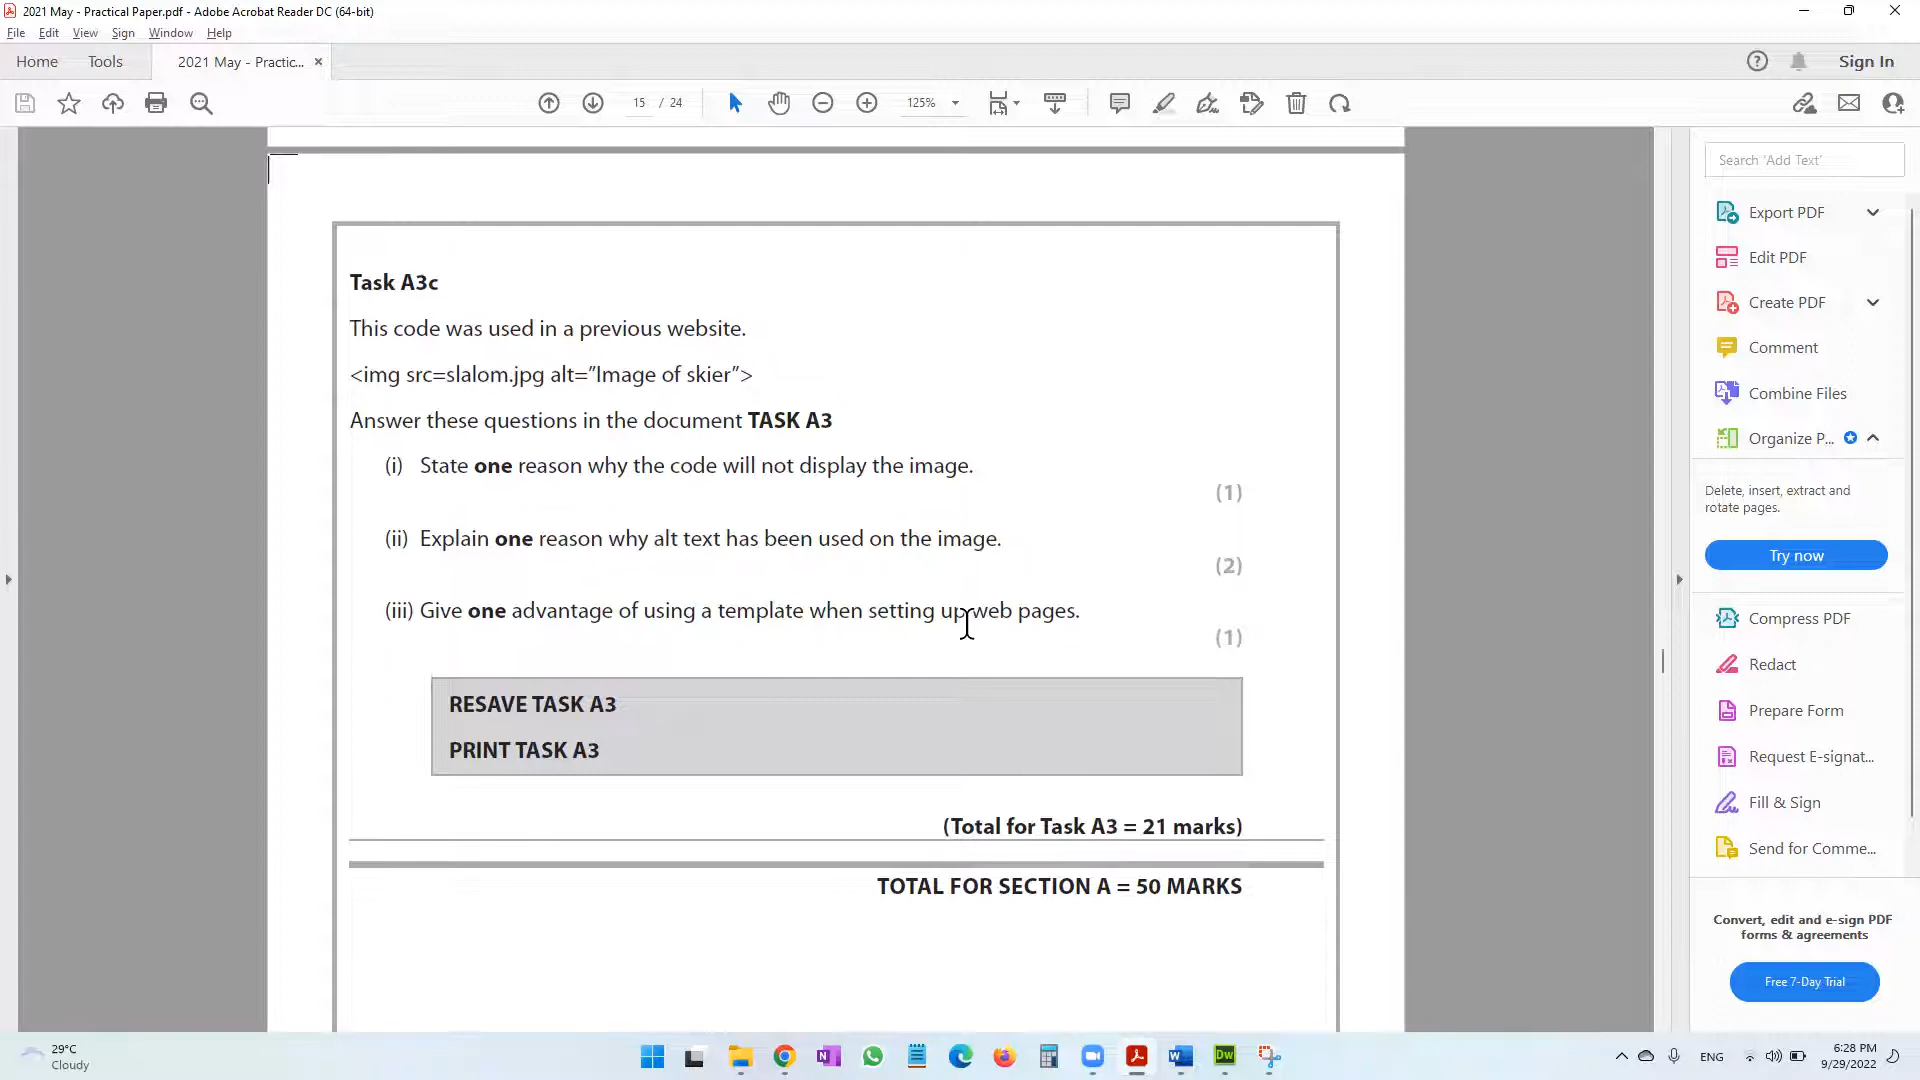 2021 May - Practical Paper.pdf - Adobe Acrobat Reader DC (64-bit)
File Edit View Sign Window Help
Home Tools 2021 May - Practic... × Sign In
15 / 24 125%
Task A3c
This code was used in a previous website.
<img src=slalom.jpg alt=”Image of skier”>
Answer these questions in the document TASK A3
(i) State one reason why the code will not display the image.
(1)
(ii) Explain one reason why alt text has been used on the image.
(2)
(iii) Give one advantage of using a template when setting up web pages.
(1)
RESAVE TASK A3
PRINT TASK A3
(Total for Task A3 = 21 marks)
TOTAL FOR SECTION A = 50 MARKS
Search 'Add Text'
Export PDF
Edit PDF
Create PDF
Comment
Combine Files
Organize P...
Delete, insert, extract and
rotate pages.
Try now
Compress PDF
Redact
Prepare Form
Request E-signat...
Fill & Sign
Send for Comme...
Convert, edit and e-sign PDF
forms & agreements
Free 7-Day Trial
29°C
Cloudy
Dw
ENG
6:28 PM
9/29/2022